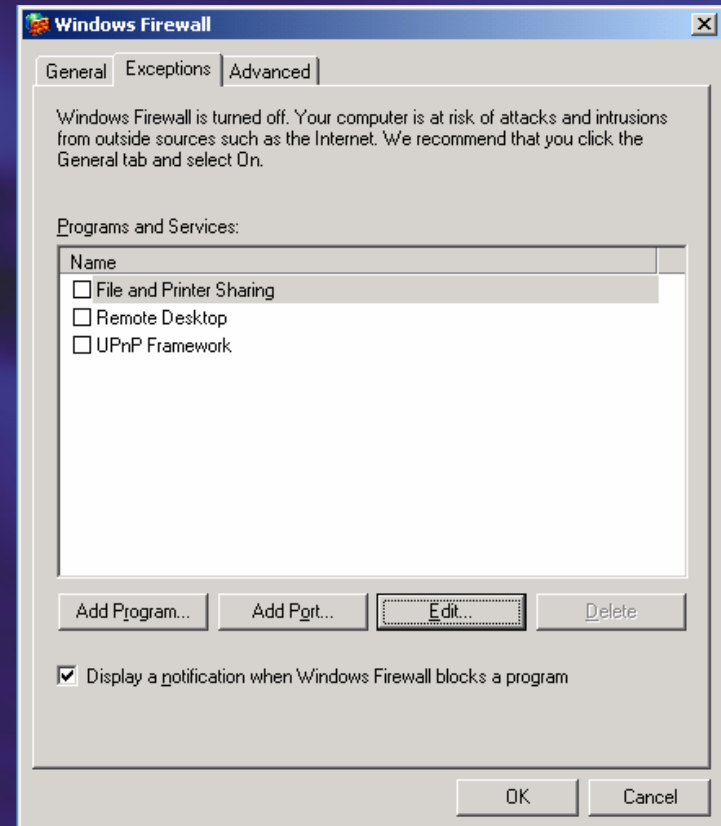 Windows Firewall
General Exceptions Advanced
Windows Firewall is turned off. Your computer is at risk of attacks and intrusions
from outside sources such as the Internet. We recommend that you click the
General tab and select On.
Programs and Services:
Name
File and Printer Sharing
Remote Desktop
UPnP Framework
Add Program... Add Port... Edit... Delete
Display a notification when Windows Firewall blocks a program
OK Cancel